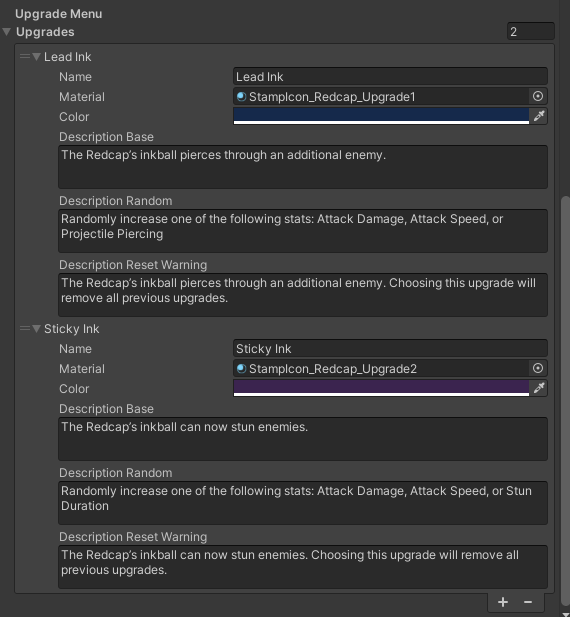 Upgrade Menu
Upgrades 2
Lead Ink
Name Lead Ink
Material StampIcon_Redcap_Upgrade1
Color
Description Base
The Redcap’s inkball pierces through an additional enemy.
Description Random
Randomly increase one of the following stats: Attack Damage, Attack Speed, or
Projectile Piercing
Description Reset Warning
The Redcap’s inkball pierces through an additional enemy. Choosing this upgrade will
remove all previous upgrades.
Sticky Ink
Name Sticky Ink
Material StampIcon_Redcap_Upgrade2
Color
Description Base
The Redcap’s inkball can now stun enemies.
Description Random
Randomly increase one of the following stats: Attack Damage, Attack Speed, or Stun
Duration
Description Reset Warning
The Redcap’s inkball can now stun enemies. Choosing this upgrade will remove all
previous upgrades.
+ −